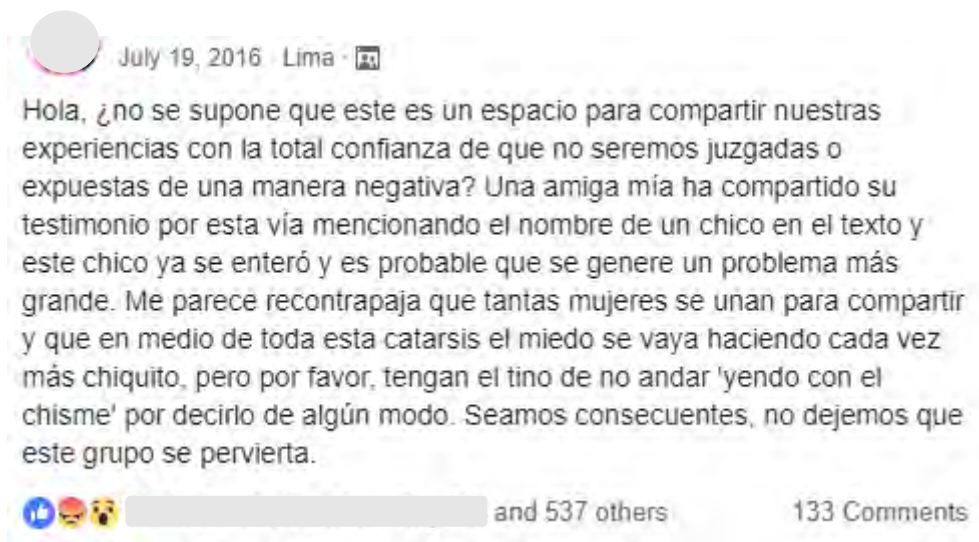 July 19, 2016 · Lima ·
Hola, ¿no se supone que este es un espacio para compartir nuestras
experiencias con la total confianza de que no seremos juzgadas o
expuestas de una manera negativa? Una amiga mía ha compartido su
testimonio por esta vía mencionando el nombre de un chico en el texto y
este chico ya se enteró y es probable que se genere un problema más
grande. Me parece recontrapaja que tantas mujeres se unan para compartir
y que en medio de toda esta catarsis el miedo se vaya haciendo cada vez
más chiquito, pero por favor, tengan el tino de no andar 'yendo con el
chisme' por decirlo de algún modo. Seamos consecuentes, no dejemos que
este grupo se pervierta.
and 537 others 133 Comments